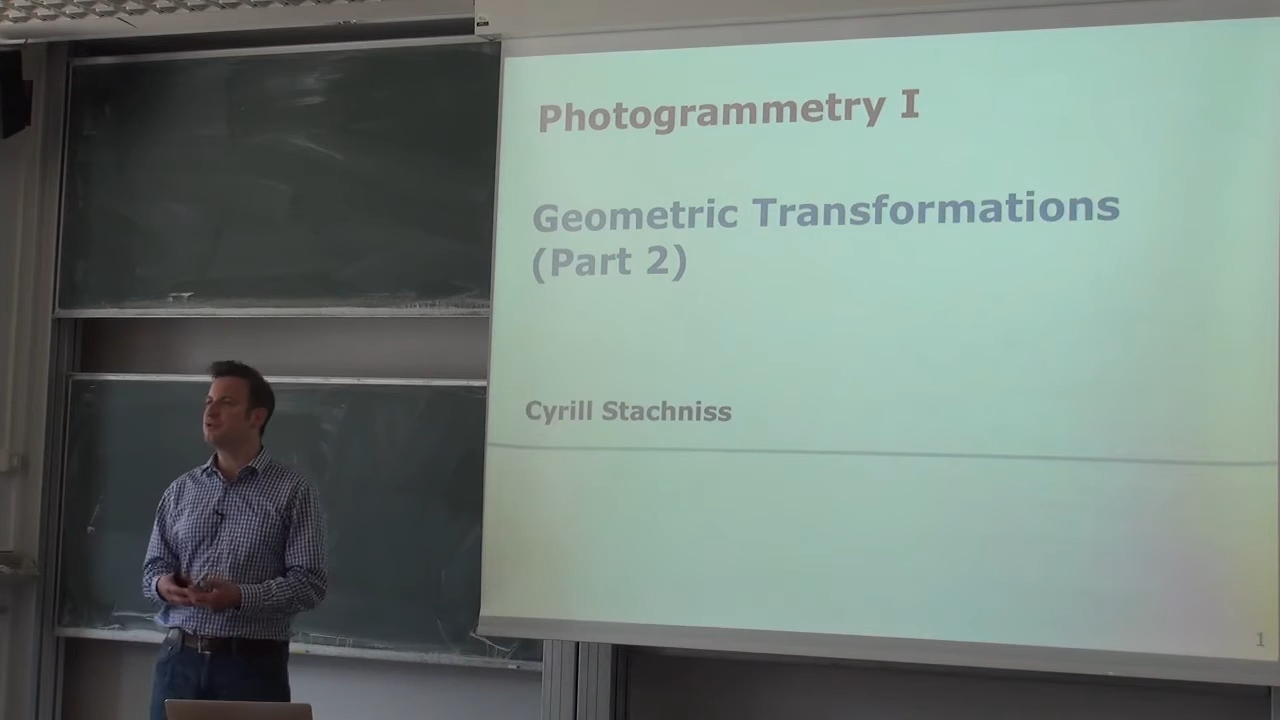 Photogrammetry I
Geometric Transformations
(Part 2)
Cyrill Stachniss
1